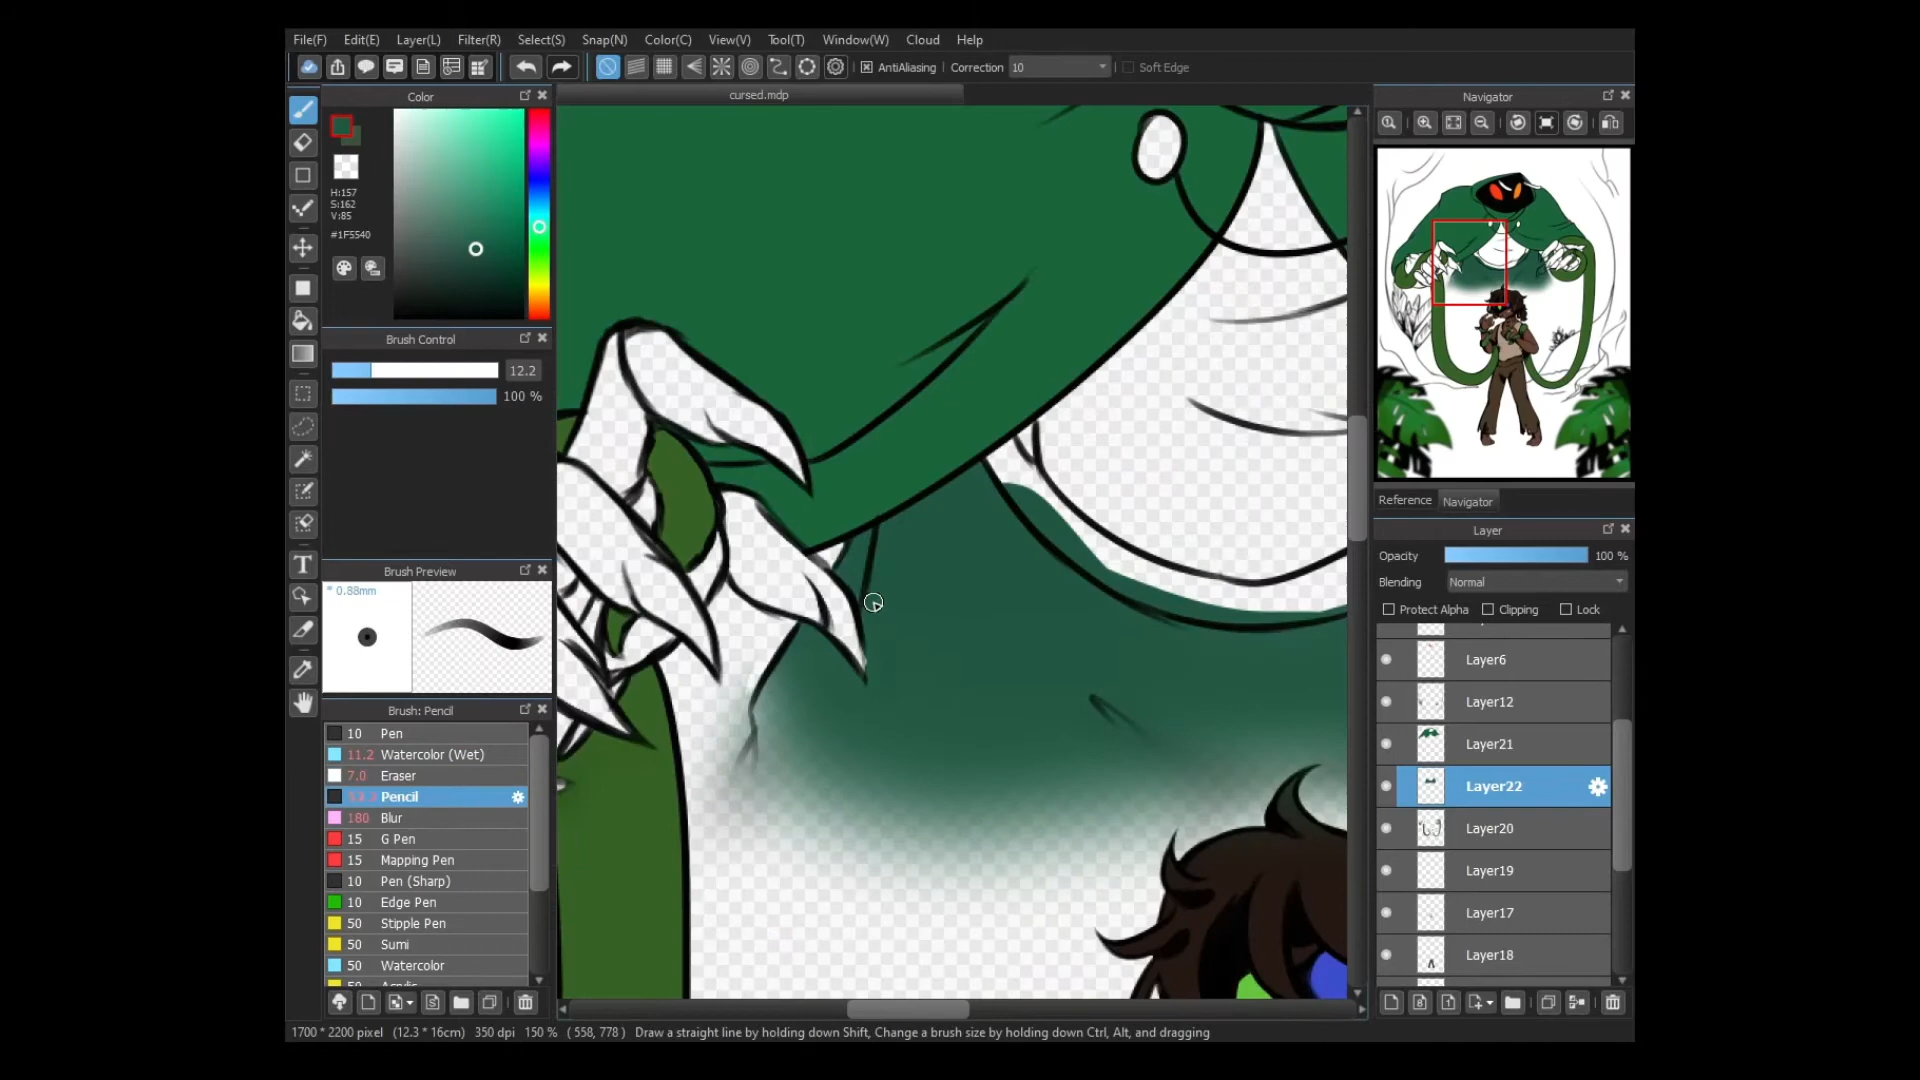 File(F) Edit(E) Layer(L) Filter(R) Select(S) Snap(N) Color(C) View(V) Tool(T) Window(W) Cloud Help
AntiAliasing Correction 10 Soft Edge
Color
cursed.mdp
Navigator
H:157
S:162
V:85
#1F5540
Brush Control
12.2
100 %
Brush Preview
* 0.88mm
Brush: Pencil
10 Pen
11.2 Watercolor (Wet)
7.0 Eraser
Pencil
180 Blur
15 G Pen
15 Mapping Pen
10 Pen (Sharp)
10 Edge Pen
50 Stipple Pen
50 Sumi
50 Watercolor
Reference Navigator
Layer
Opacity 100 %
Blending Normal
Protect Alpha Clipping Lock
Layer6
Layer12
Layer21
Layer22
Layer20
Layer19
Layer17
Layer18
1700 * 2200 pixel (12.3 * 16cm) 350 dpi 150 % ( 558, 778 ) Draw a straight line by holding down Shift, Change a brush size by holding down Ctrl, Alt, and dragging